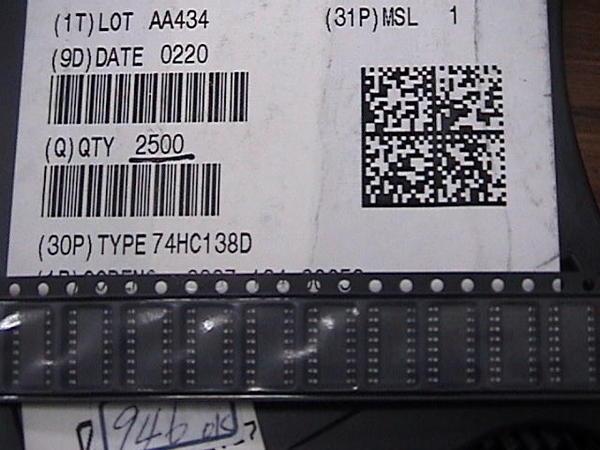 (1T)LOT AA434
(31P)MSL 1
(9D)DATE 0220
(Q)QTY 2500
(30P)TYPE 74HC138D
946